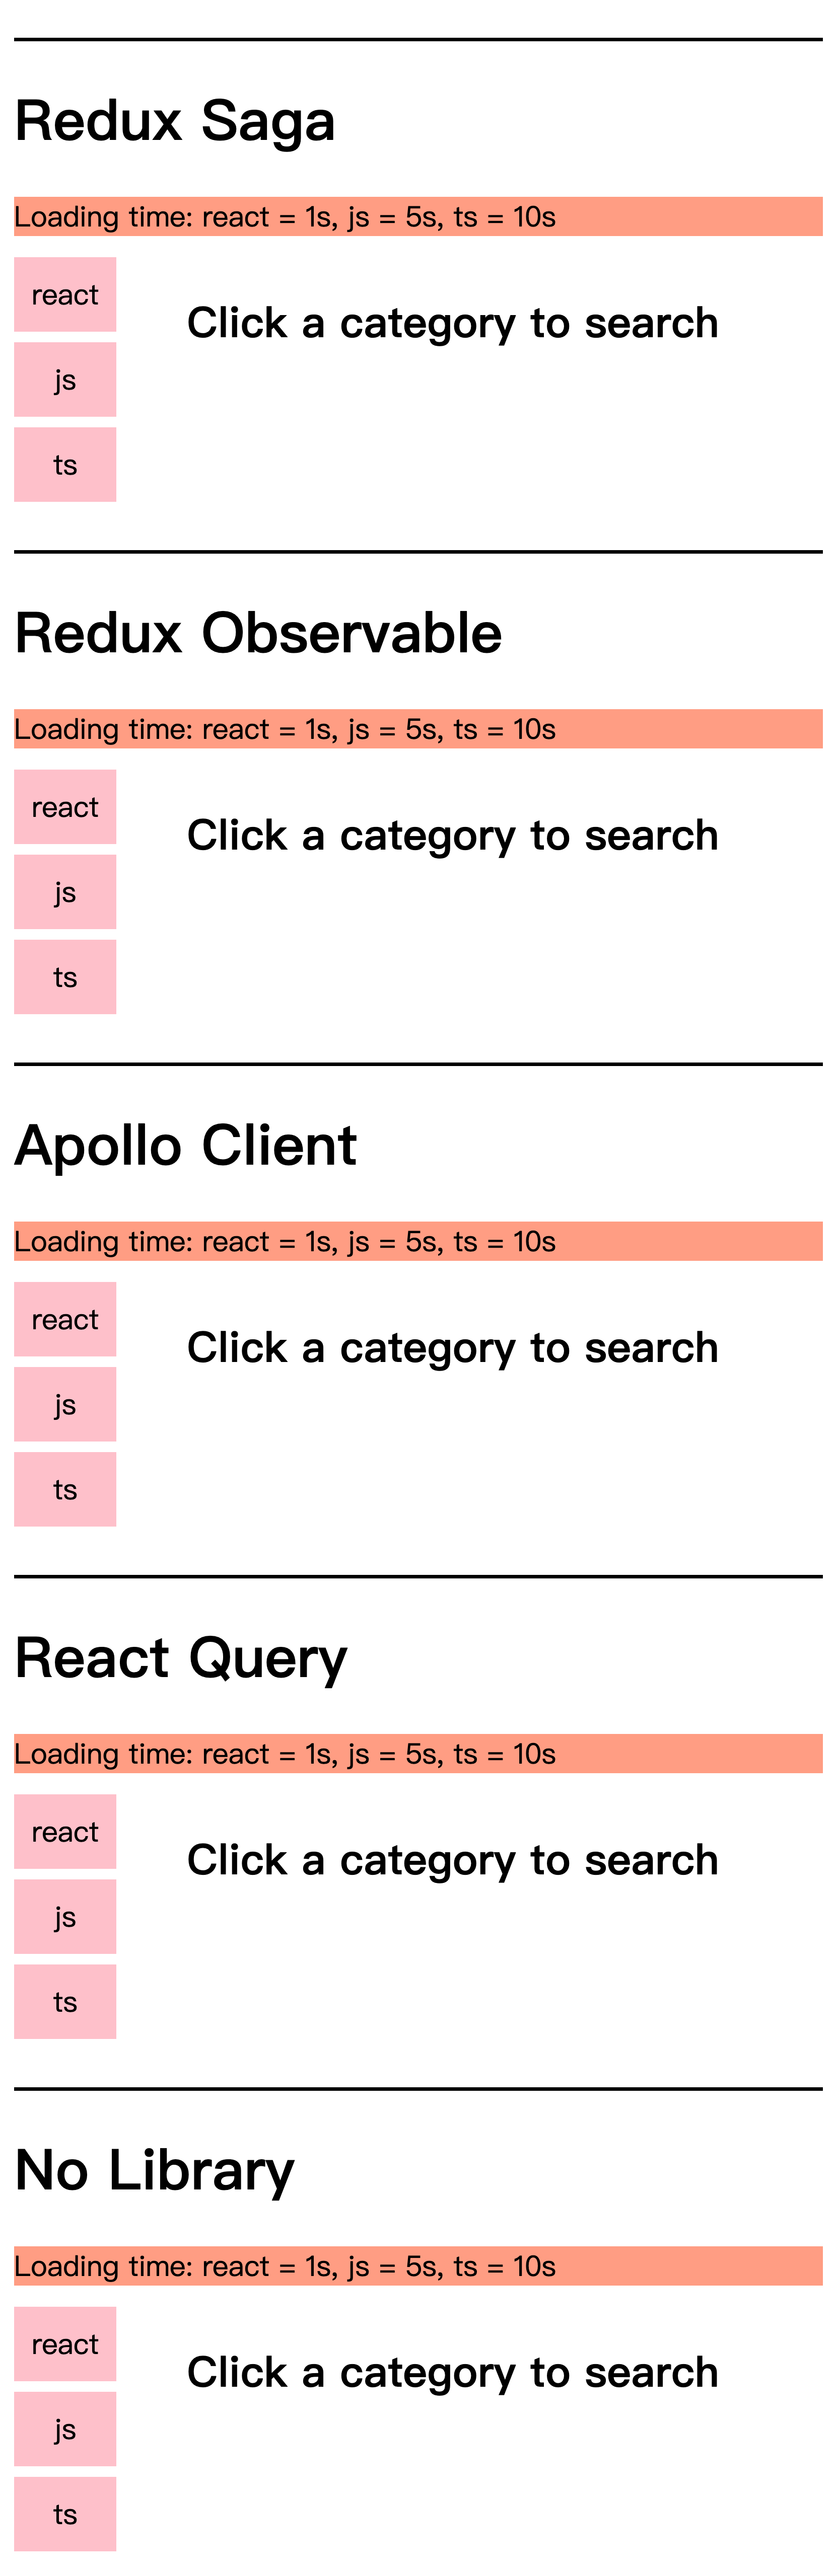 Redux Saga
Loading time: react = 1s, js = 5s, ts = 10s
react
Click a category to search
js
ts
Redux Observable
Loading time: react = 1s, js = 5s, ts = 10s
react
Click a category to search
js
ts
Apollo Client
Loading time: react = 1s, js = 5s, ts = 10s
react
Click a category to search
js
ts
React Query
Loading time: react = 1s, js = 5s, ts = 10s
react
Click a category to search
js
ts
No Library
Loading time: react = 1s, js = 5s, ts = 10s
react
Click a category to search
js
ts